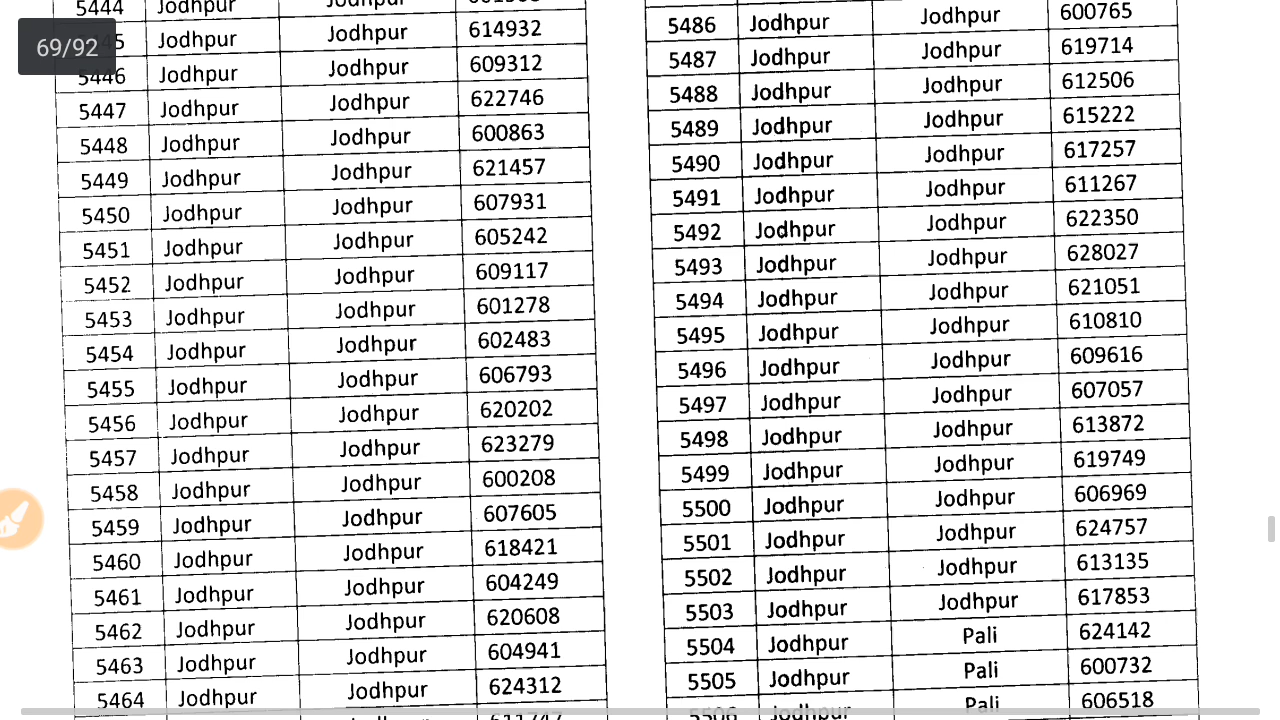 69/92
5444 Jodhpur Jodhpur
Jodhpur Jodhpur 614932
5446 Jodhpur Jodhpur 609312
5447 Jodhpur Jodhpur 622746
5448 Jodhpur Jodhpur 600863
5449 Jodhpur Jodhpur 621457
5450 Jodhpur Jodhpur 607931
5451 Jodhpur Jodhpur 605242
5452 Jodhpur Jodhpur 609117
5453 Jodhpur Jodhpur 601278
5454 Jodhpur Jodhpur 602483
5455 Jodhpur Jodhpur 606793
5456 Jodhpur Jodhpur 620202
5457 Jodhpur Jodhpur 623279
5458 Jodhpur Jodhpur 600208
5459 Jodhpur Jodhpur 607605
5460 Jodhpur Jodhpur 618421
5461 Jodhpur Jodhpur 604249
5462 Jodhpur Jodhpur 620608
5463 Jodhpur Jodhpur 604941
5464 Jodhpur Jodhpur 624312
5486 Jodhpur Jodhpur 600765
5487 Jodhpur Jodhpur 619714
5488 Jodhpur Jodhpur 612506
5489 Jodhpur Jodhpur 615222
5490 Jodhpur Jodhpur 617257
5491 Jodhpur Jodhpur 611267
5492 Jodhpur Jodhpur 622350
5493 Jodhpur Jodhpur 628027
5494 Jodhpur Jodhpur 621051
5495 Jodhpur Jodhpur 610810
5496 Jodhpur Jodhpur 609616
5497 Jodhpur Jodhpur 607057
5498 Jodhpur Jodhpur 613872
5499 Jodhpur Jodhpur 619749
5500 Jodhpur Jodhpur 606969
5501 Jodhpur Jodhpur 624757
5502 Jodhpur Jodhpur 613135
5503 Jodhpur Jodhpur 617853
5504 Jodhpur Pali 624142
5505 Jodhpur Pali 600732
5506 Jodhpur Pali 606518